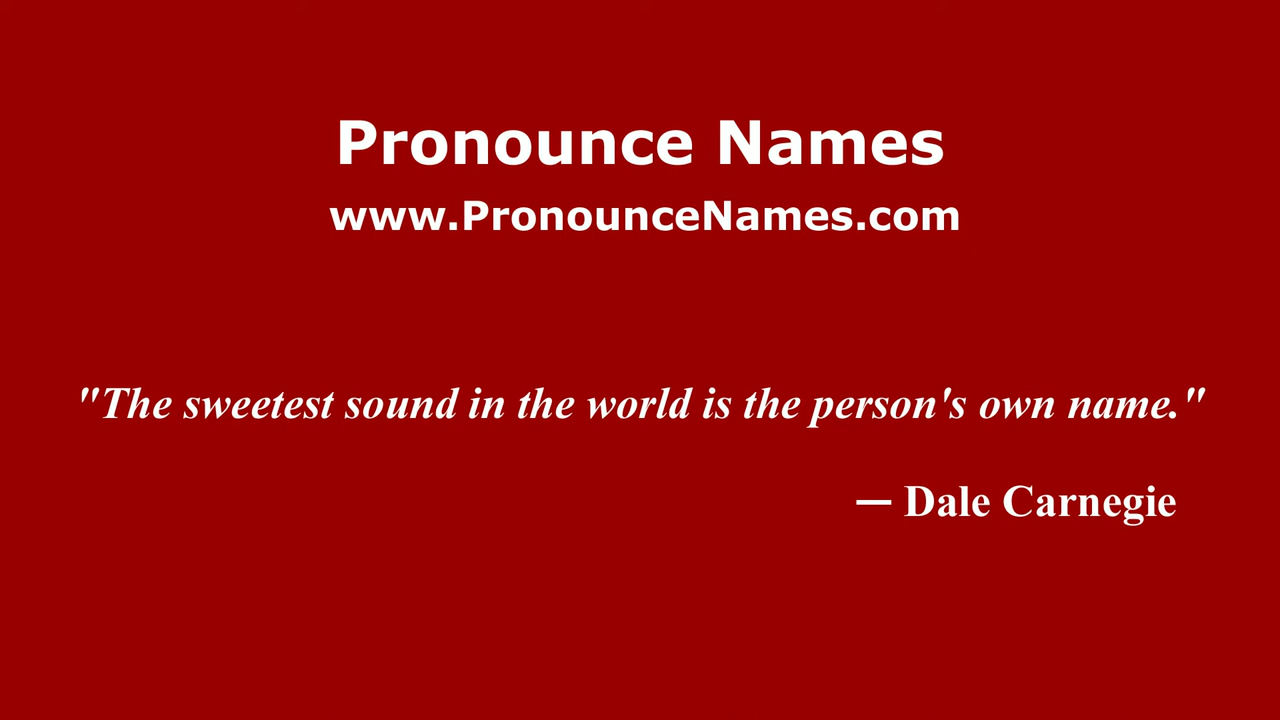 Pronounce Names
www.PronounceNames.com
"The sweetest sound in the world is the person's own name."
— Dale Carnegie